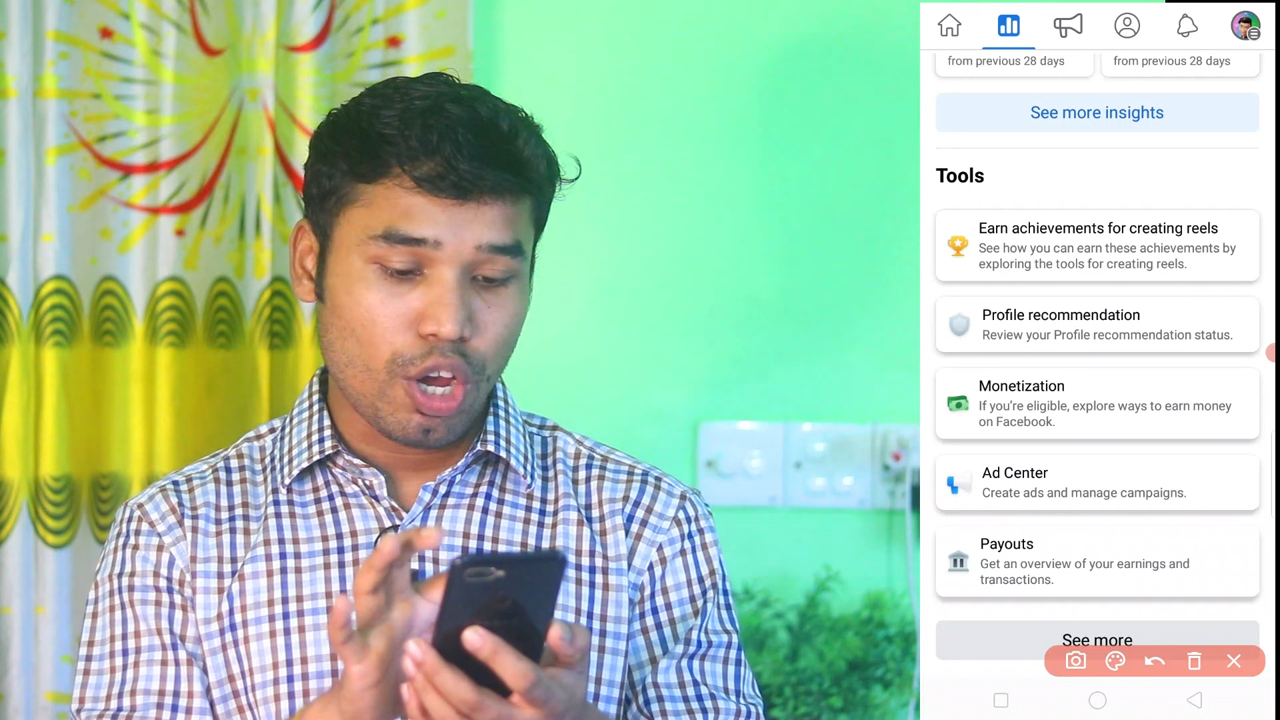 from previous 28 days
from previous 28 days
See more insights
Tools
Earn achievements for creating reels
See how you can earn these achievements by
exploring the tools for creating reels.
Profile recommendation
Review your Profile recommendation status.
Monetization
If you're eligible, explore ways to earn money
on Facebook.
Ad Center
Create ads and manage campaigns.
Payouts
Get an overview of your earnings and
transactions.
See more